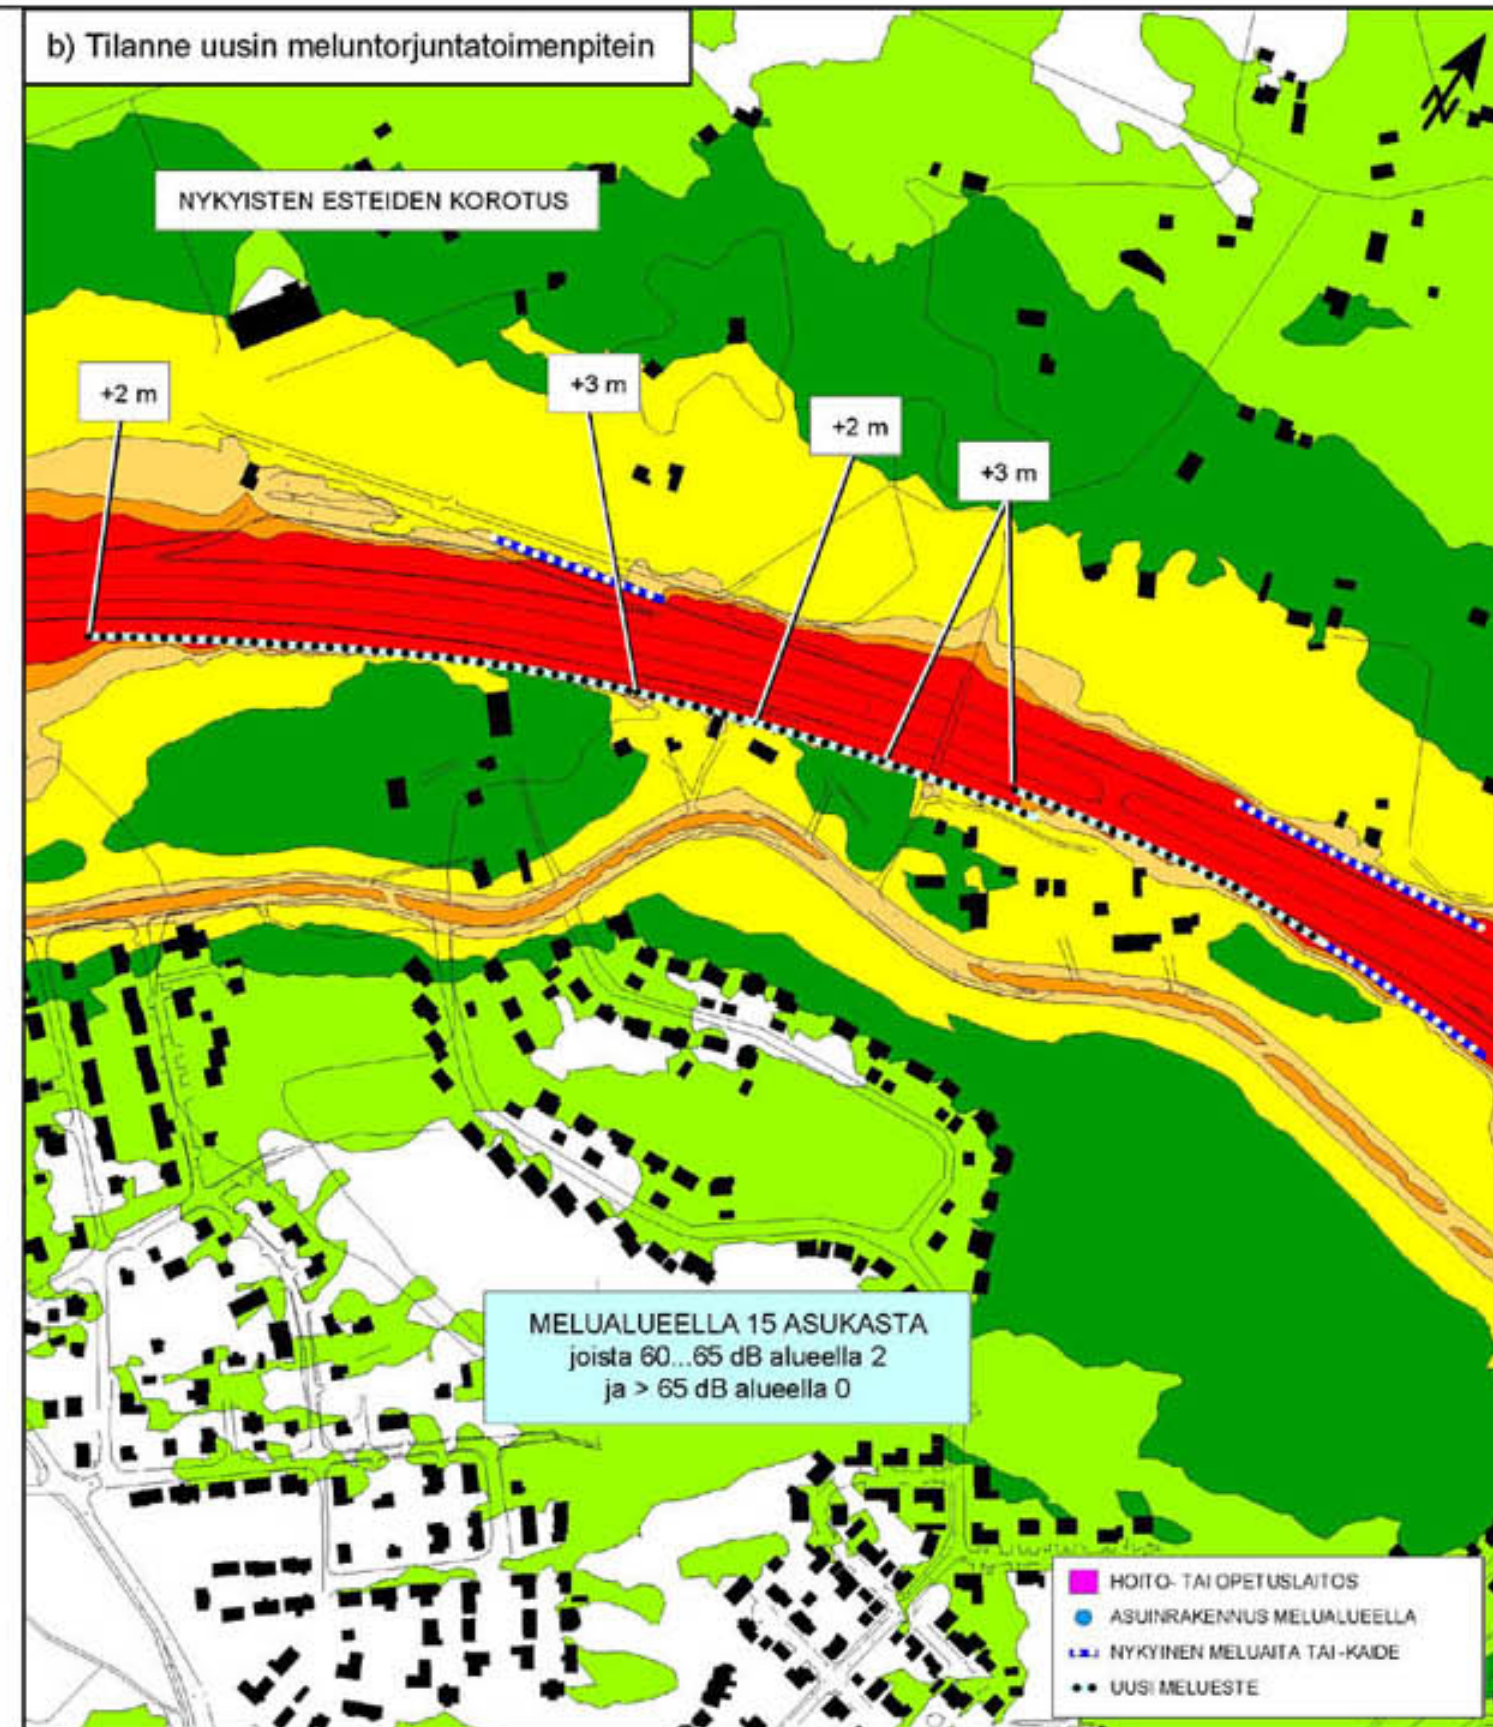 b) Tilanne uusin meluntorjuntatoimenpitein
N
NYKYISTEN ESTEIDEN KOROTUS
+2 m
+3 m
+2 m
+3 m
MELUALUEELLA 15 ASUKASTA
joista 60...65 dB alueella 2
ja > 65 dB alueella 0
HOITO- TAI OPETUSLAITOS
ASUINRAKENNUS MELUALUEELLA
NYKYINEN MELUAITA TAI -KAIDE
UUSI MELUESTE